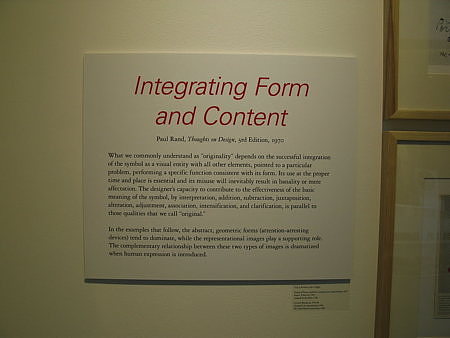 Integrating Form
and Content
Paul Rand, Thoughts on Design, 3rd Edition, 1970
What we commonly understand as "originality" depends on the successful integration
of the symbol as a visual entity with all other elements, pointed to a particular
problem, performing a specific function consistent with its form. Its use at the proper
time and place is essential and its misuse will inevitably result in banality or mere
affectation. The designer's capacity to contribute to the effectiveness of the basic
meaning of the symbol, by interpretation, addition, subtraction, juxtaposition,
alteration, adjustment, association, intensification, and clarification, is parallel to
those qualities that we call "original."
In the examples that follow, the abstract, geometric forms (attention-arresting
devices) tend to dominate, while the representational images play a supporting role.
The complementary relationship between these two types of images is dramatized
when human expression is introduced.